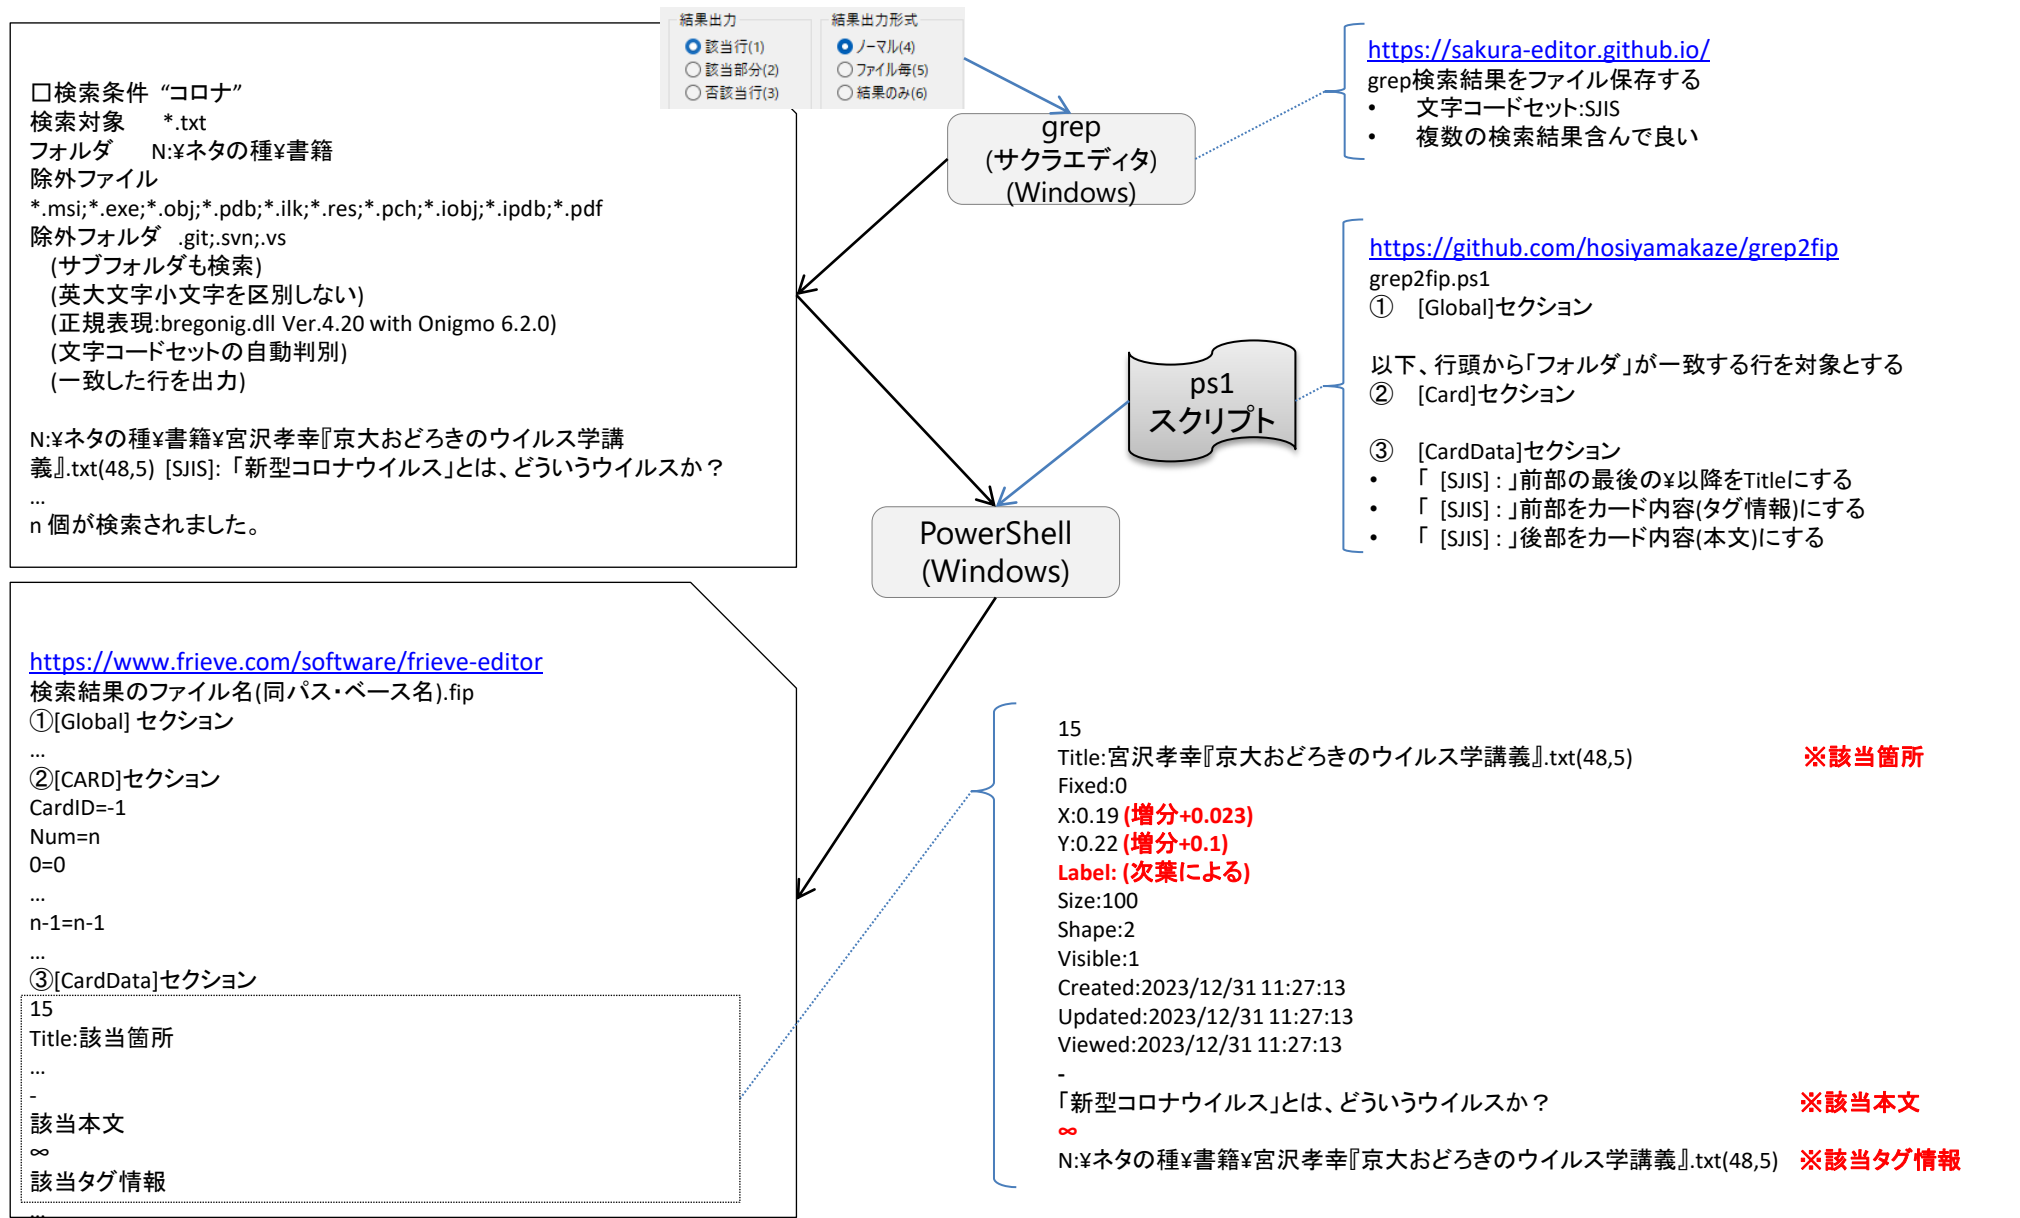 結果出力
該当行(1)
該当部分(2)
否該当行(3)
結果出力形式
ノーマル(4)
ファイル毎(5)
結果のみ(6)
□検索条件 “コロナ”
検索対象 *.txt
フォルダ N:¥ネタの種¥書籍
除外ファイル
*.msi;*.exe;*.obj;*.pdb;*.ilk;*.res;*.pch;*.iobj;*.ipdb;*.pdf
除外フォルダ .git;.svn;.vs
(サブフォルダも検索)
(英大文字小文字を区別しない)
(正規表現:bregonig.dll Ver.4.20 with Onigmo 6.2.0)
(文字コードセットの自動判別)
(一致した行を出力)
N:¥ネタの種¥書籍¥宮沢孝幸『京大おどろきのウイルス学講
義』.txt(48,5) [SJIS]: 「新型コロナウイルス」とは、どういうウイルスか？
…
n 個が検索されました。
grep
(サクラエディタ)
(Windows)
https://sakura-editor.github.io/
grep検索結果をファイル保存する
• 文字コードセット:SJIS
• 複数の検索結果含んで良い
https://github.com/hosiyamakaze/grep2fip
grep2fip.ps1
① [Global]セクション
以下、行頭から「フォルダ」が一致する行を対象とする
② [Card]セクション
③ [CardData]セクション
• 「 [SJIS] : 」前部の最後の¥以降をTitleにする
• 「 [SJIS] : 」前部をカード内容(タグ情報)にする
• 「 [SJIS] : 」後部をカード内容(本文)にする
ps1
スクリプト
PowerShell
(Windows)
https://www.frieve.com/software/frieve-editor
検索結果のファイル名(同パス・ベース名).fip
①[Global] セクション
…
②[CARD]セクション
CardID=-1
Num=n
0=0
…
n-1=n-1
…
③[CardData]セクション
15
Title:該当箇所
…
-
該当本文
∞
該当タグ情報
…
15
Title:宮沢孝幸『京大おどろきのウイルス学講義』.txt(48,5) ※該当箇所
Fixed:0
X:0.19 (増分+0.023)
Y:0.22 (増分+0.1)
Label: (次葉による)
Size:100
Shape:2
Visible:1
Created:2023/12/31 11:27:13
Updated:2023/12/31 11:27:13
Viewed:2023/12/31 11:27:13
-
「新型コロナウイルス」とは、どういうウイルスか？ ※該当本文
∞
N:¥ネタの種¥書籍¥宮沢孝幸『京大おどろきのウイルス学講義』.txt(48,5) ※該当タグ情報